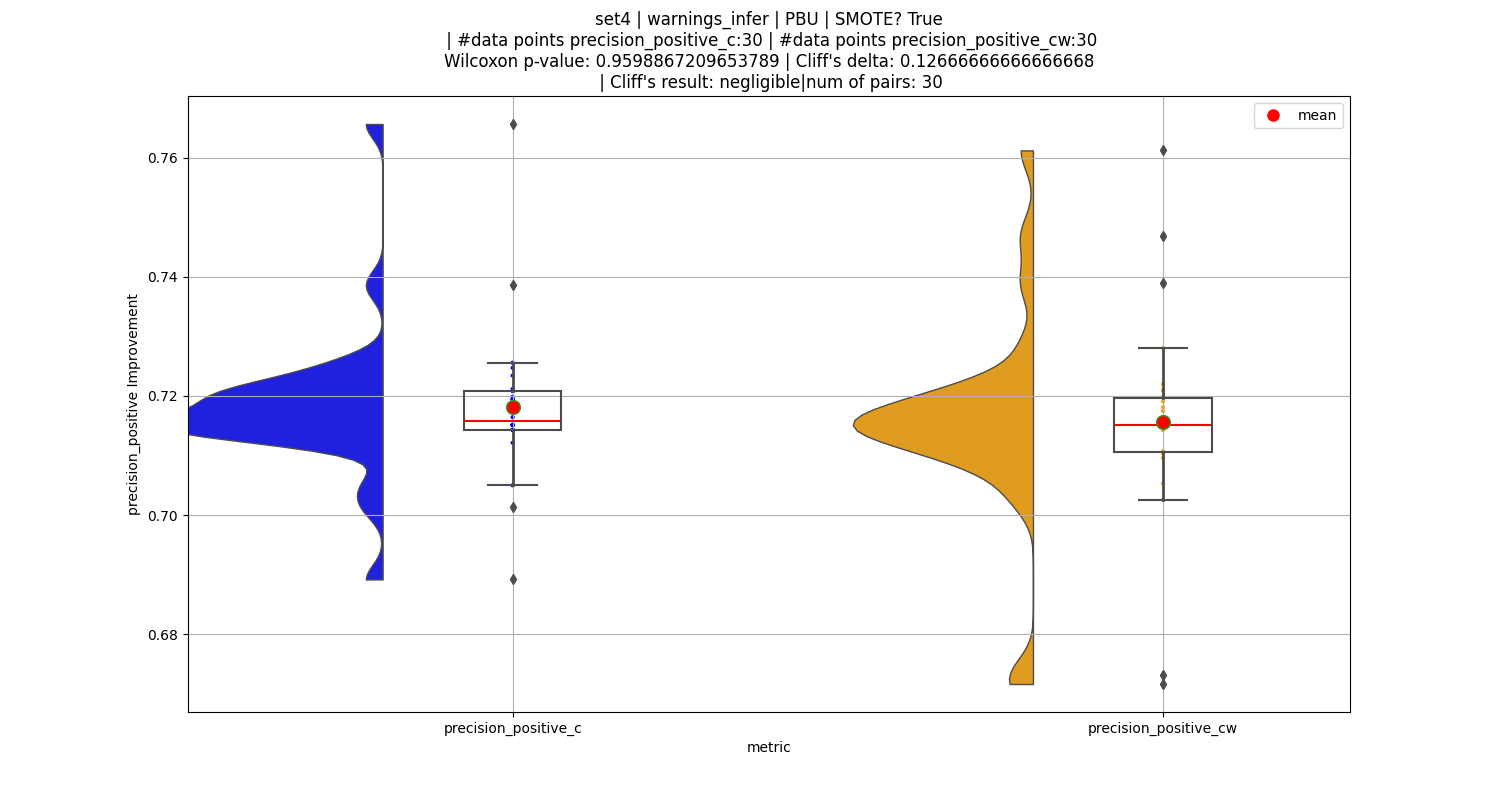 set4 | warnings_infer | PBU | SMOTE? True
| #data points precision_positive_c:30 | #data points precision_positive_cw:30
Wilcoxon p-value: 0.9598867209653789 | Cliff's delta: 0.12666666666666668
| Cliff's result: negligible|num of pairs: 30
mean
0.76
0.74
0.72
0.70
0.68
precision_positive Improvement
precision_positive_c
precision_positive_cw
metric